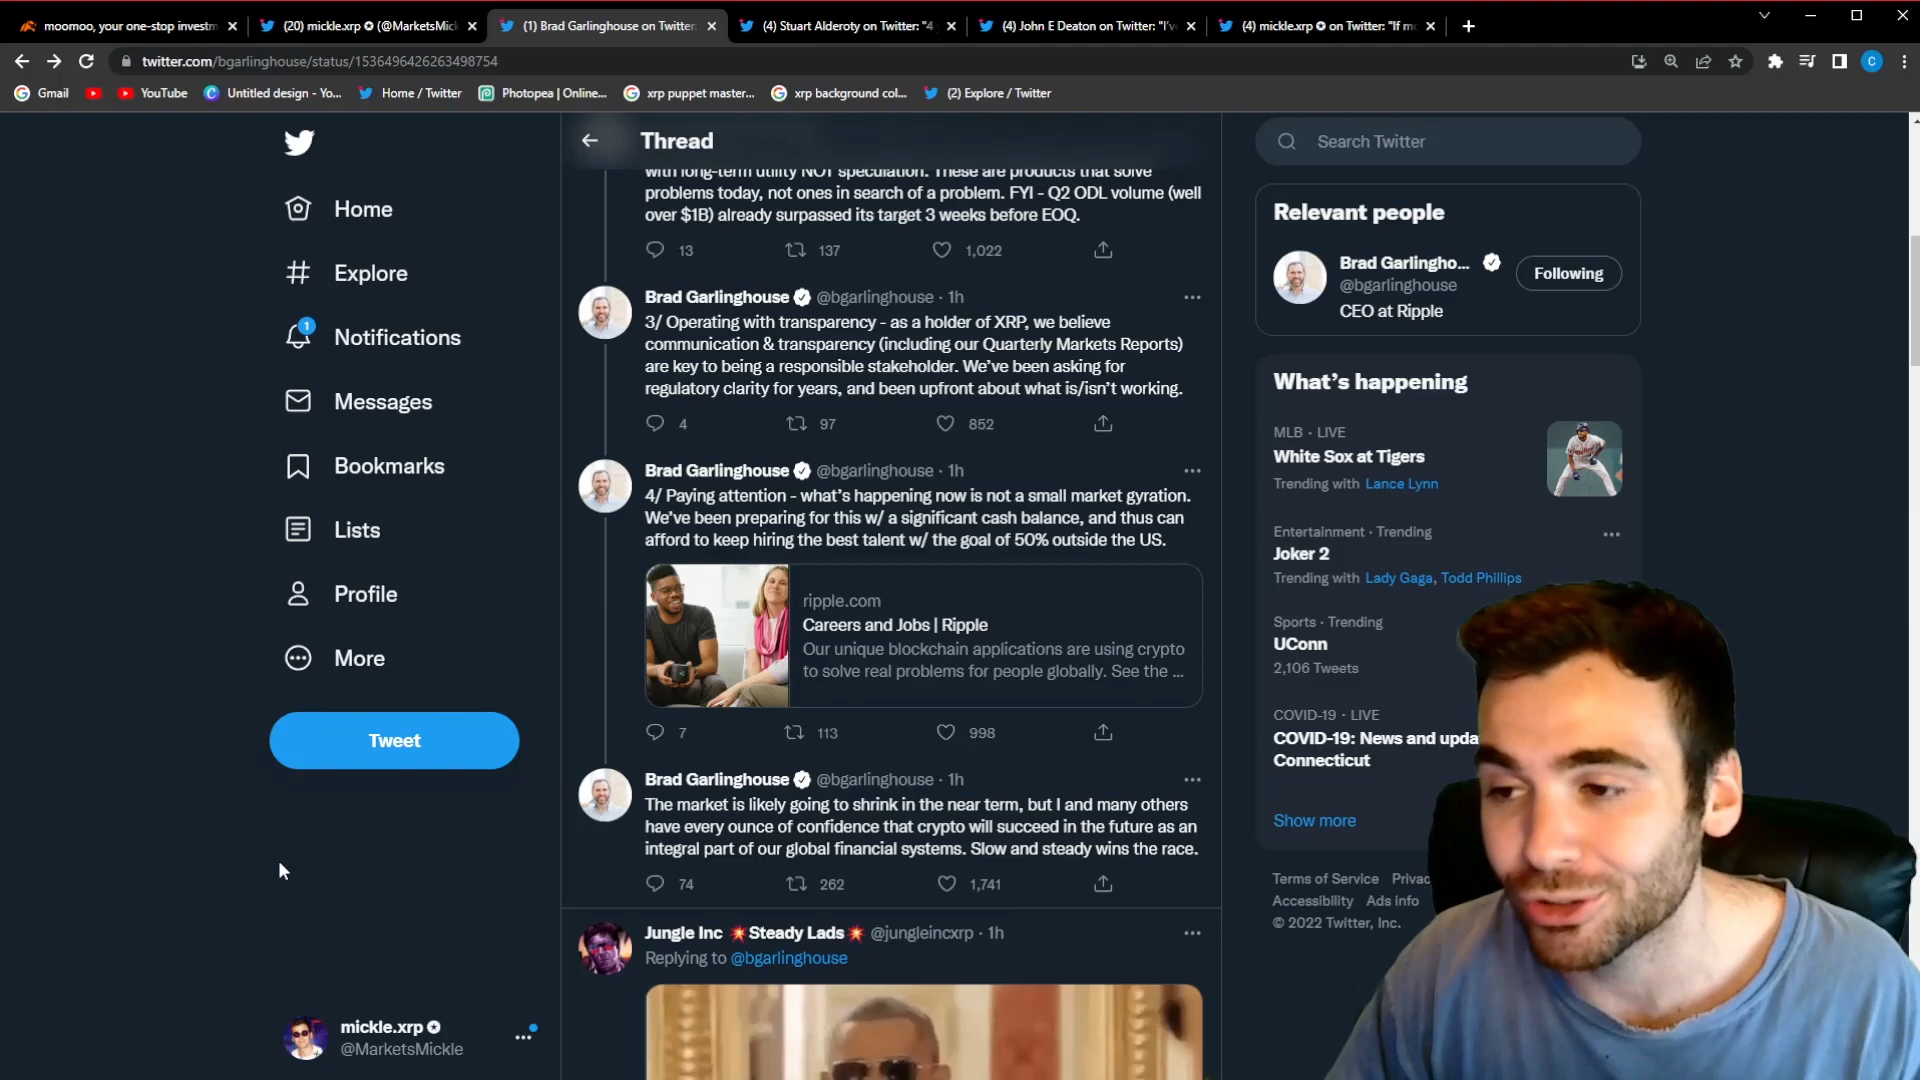 moomoo, your one-stop investm
(20) mickle.xrp ✪ (@MarketsMick
(1) Brad Garlinghouse on Twitter:
(4) Stuart Alderoty on Twitter: "4
(4) John E Deaton on Twitter: "I'v
(4) mickle.xrp ✪ on Twitter: "If m
twitter.com/bgarlinghouse/status/1536496426263498754
C
Gmail
YouTube
Untitled design - Yo...
Home / Twitter
Photopea | Online...
xrp puppet master...
xrp background col...
(2) Explore / Twitter
Home
Explore
1
Notifications
Messages
Bookmarks
Lists
Profile
More
Tweet
mickle.xrp ✪
@MarketsMickle
Thread
with long-term utility NOT speculation. These are products that solve
problems today, not ones in search of a problem. FYI - Q2 ODL volume (well
over $1B) already surpassed its target 3 weeks before EOQ.
13 137 1,022
Brad Garlinghouse @bgarlinghouse · 1h
3/ Operating with transparency - as a holder of XRP, we believe
communication & transparency (including our Quarterly Markets Reports)
are key to being a responsible stakeholder. We've been asking for
regulatory clarity for years, and been upfront about what is/isn't working.
4 97 852
Brad Garlinghouse @bgarlinghouse · 1h
4/ Paying attention - what's happening now is not a small market gyration.
We've been preparing for this w/ a significant cash balance, and thus can
afford to keep hiring the best talent w/ the goal of 50% outside the US.
ripple.com
Careers and Jobs | Ripple
Our unique blockchain applications are using crypto
to solve real problems for people globally. See the ...
7 113 998
Brad Garlinghouse @bgarlinghouse · 1h
The market is likely going to shrink in the near term, but I and many others
have every ounce of confidence that crypto will succeed in the future as an
integral part of our global financial systems. Slow and steady wins the race.
74 262 1,741
Jungle Inc 💥Steady Lads💥 @jungleincxrp · 1h
Replying to @bgarlinghouse
Search Twitter
Relevant people
Brad Garlingho...
Following
@bgarlinghouse
CEO at Ripple
What's happening
MLB · LIVE
White Sox at Tigers
Trending with Lance Lynn
Entertainment · Trending
Joker 2
Trending with Lady Gaga, Todd Phillips
Sports · Trending
UConn
2,106 Tweets
COVID-19 · LIVE
COVID-19: News and upda
Connecticut
Show more
Terms of Service Privac
Accessibility Ads info
© 2022 Twitter, Inc.